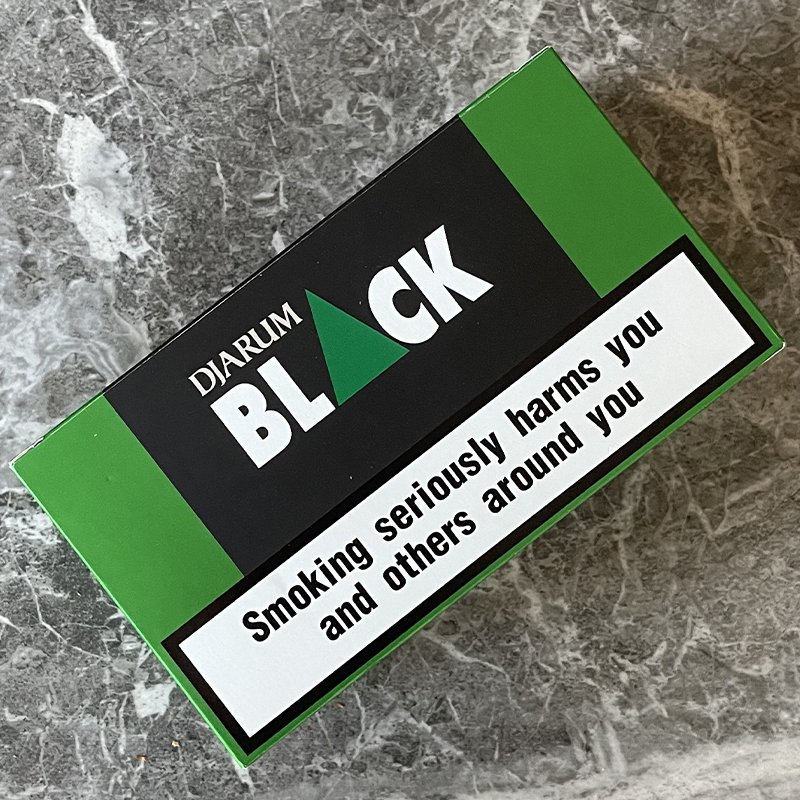 DJARUM
BLACK
Smoking seriously harms you
and others around you